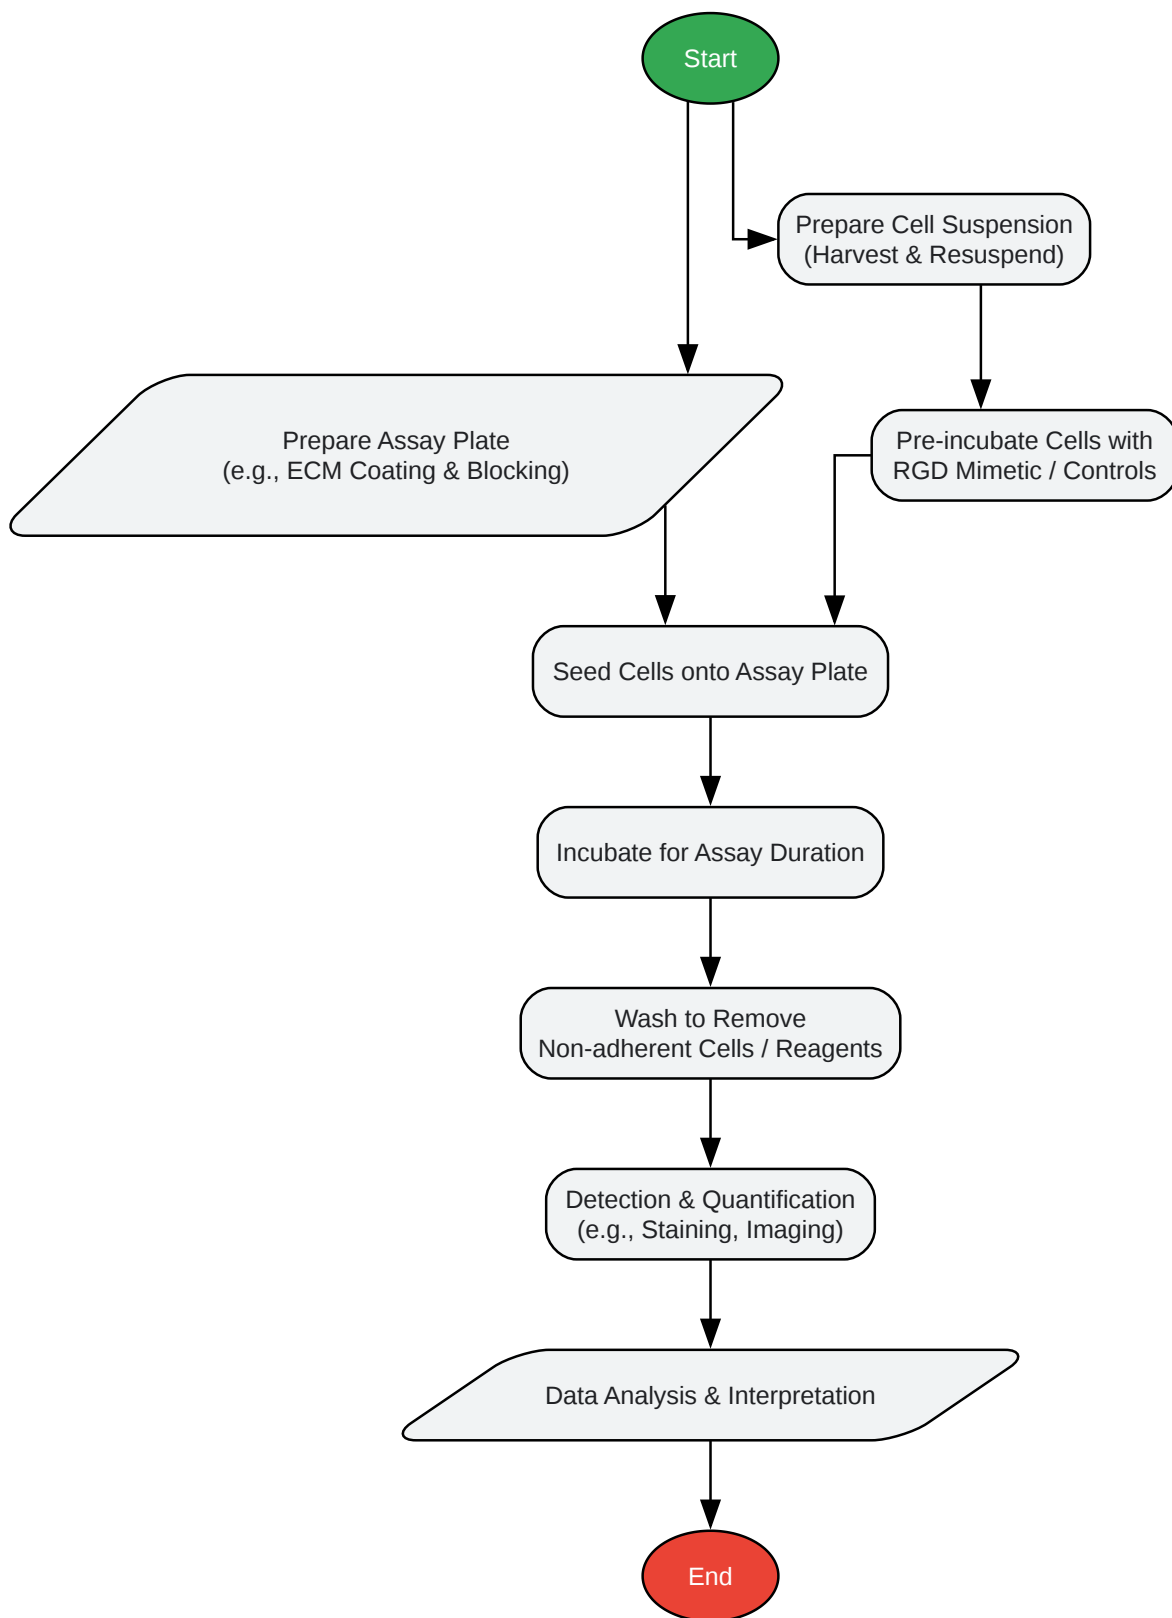 Start
Prepare Cell Suspension
(Harvest & Resuspend)
Prepare Assay Plate
(e.g., ECM Coating & Blocking)
Pre-incubate Cells with
RGD Mimetic / Controls
Seed Cells onto Assay Plate
Incubate for Assay Duration
Wash to Remove
Non-adherent Cells / Reagents
Detection & Quantification
(e.g., Staining, Imaging)
Data Analysis & Interpretation
End